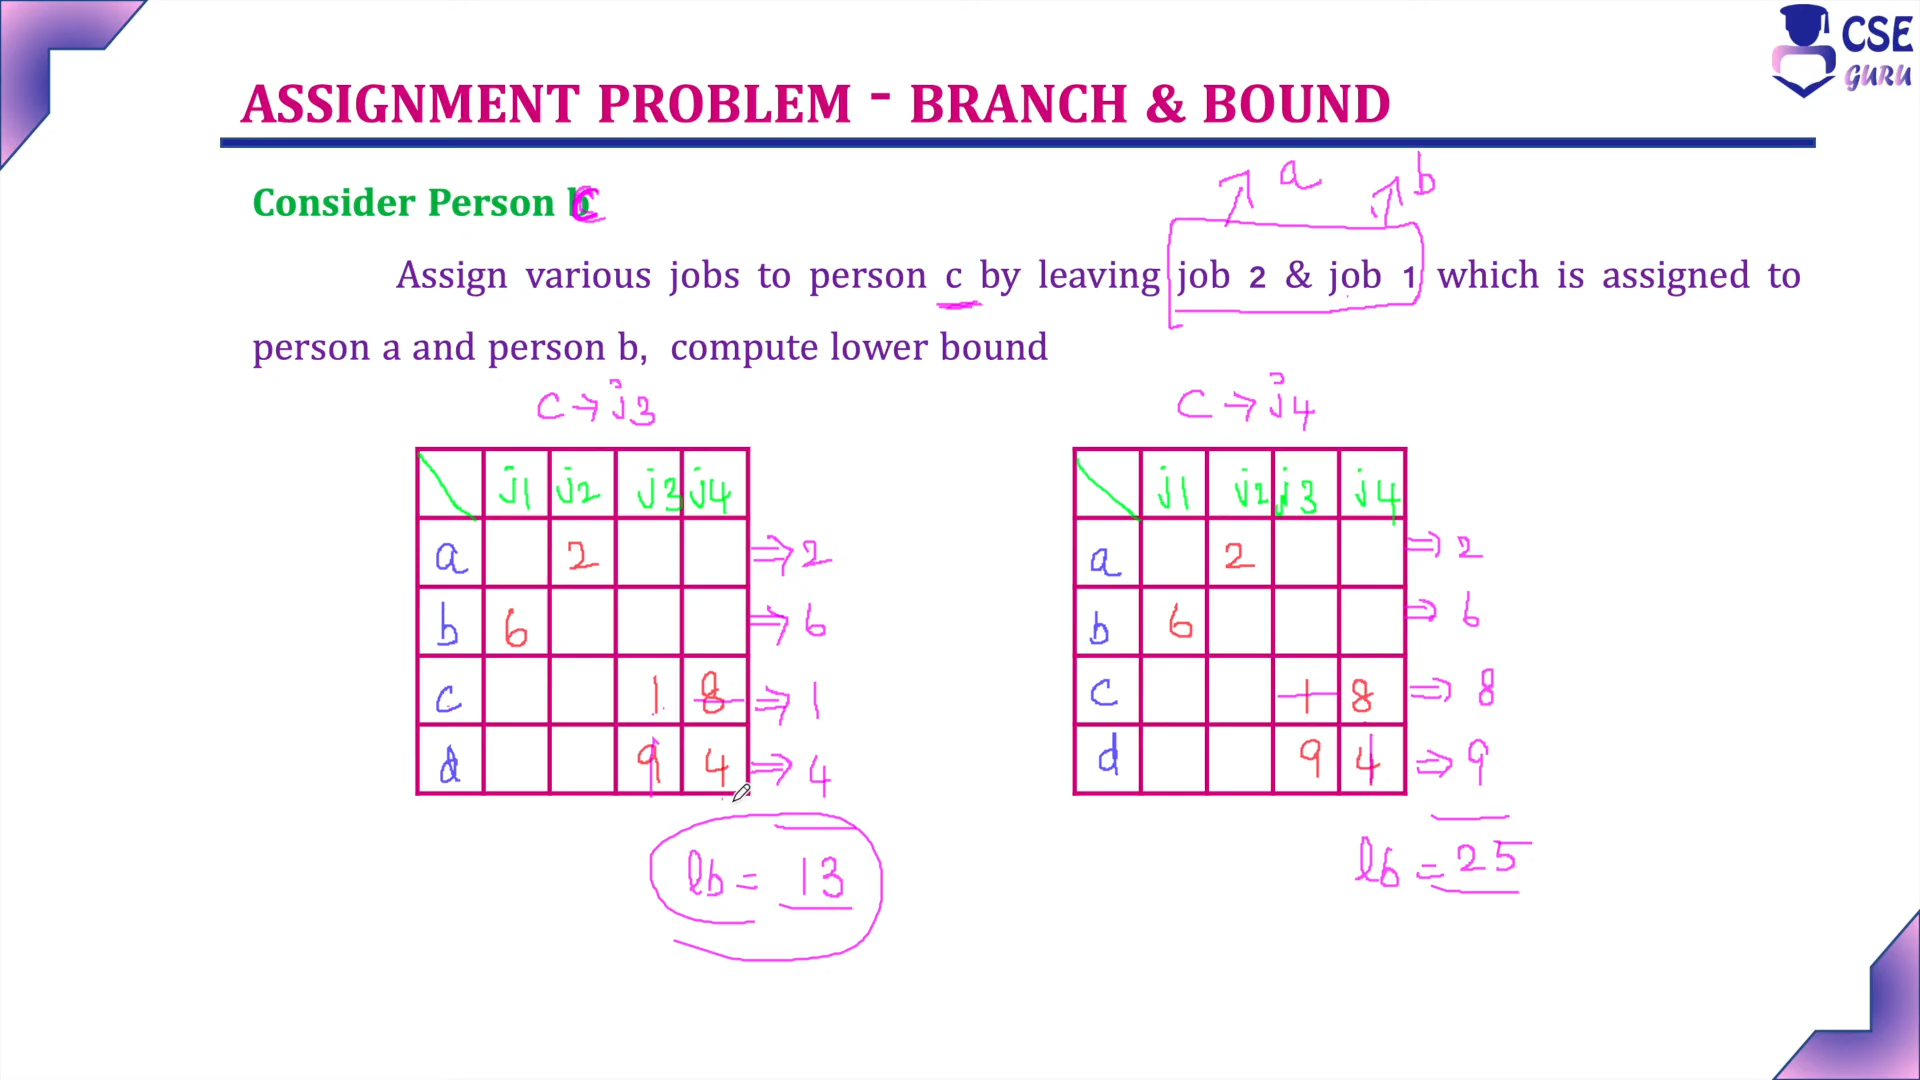 CSE
GURU
ASSIGNMENT PROBLEM - BRANCH & BOUND
a b
Consider Person c
Assign various jobs to person c by leaving job 2 & job 1 which is assigned to
person a and person b, compute lower bound
C → j3
j1 j2 j3 j4
a 2 ⇒ 2
b 6 ⇒ 6
c 1 8 ⇒ 1
d 9 4 ⇒ 4
lb = 13
C → j4
j1 j2 j3 j4
a 2 ⇒ 2
b 6 ⇒ 6
c 1 8 ⇒ 8
d 9 4 ⇒ 9
lb = 25